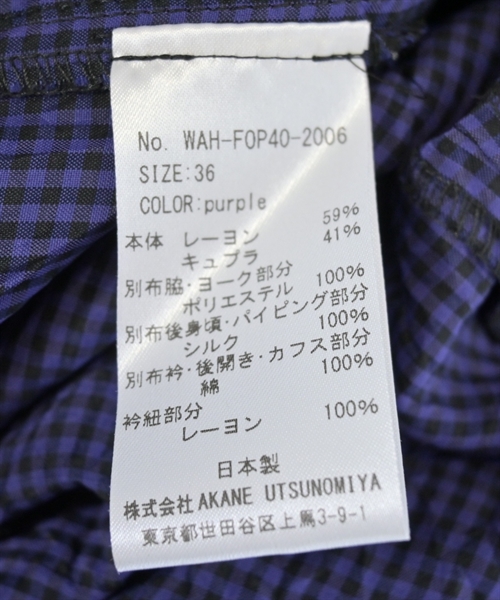 No. WAH-FOP40-2006
SIZE:36
COLOR:purple
本体 レーヨン 59%
キュプラ 41%
別布脇・ヨーク部分
ポリエステル 100%
別布後身頃・パイピング部分
シルク 100%
別布衿・後開き・カフス部分
綿 100%
衿紐部分
レーヨン 100%
日本製
株式会社 AKANE UTSUNOMIYA
東京都世田谷区上馬3-9-1